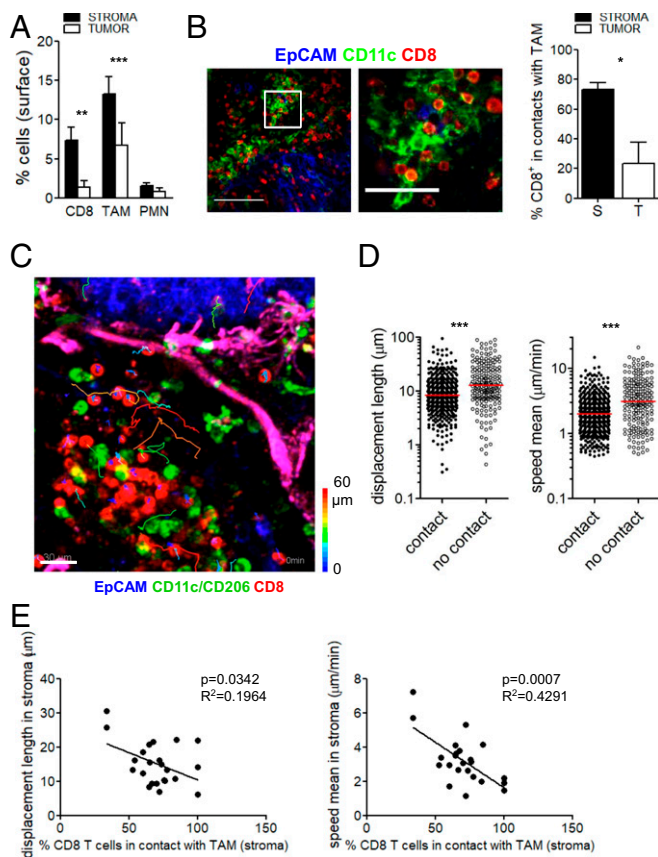 A
STROMA
TUMOR
% cells (surface)
20
15
10
5
0
**
***
CD8 TAM PMN
B
EpCAM CD11c CD8
STROMA
TUMOR
% CD8+ in contacts with TAM
100
80
60
40
20
0
*
S T
C
30 µm
0min
60
µm
0
EpCAM CD11c/CD206 CD8
D
***
displacement length (µm)
100
10
1
0.1
contact
no contact
***
speed mean (µm/min)
10
1
0.1
contact
no contact
E
displacement length in stroma (µm)
40
30
20
10
0
p=0.0342
R²=0.1964
0 50 100
% CD8 T cells in contact with TAM (stroma)
speed mean in stroma (µm/min)
8
6
4
2
0
p=0.0007
R²=0.4291
0 50 100
% CD8 T cells in contact with TAM (stroma)